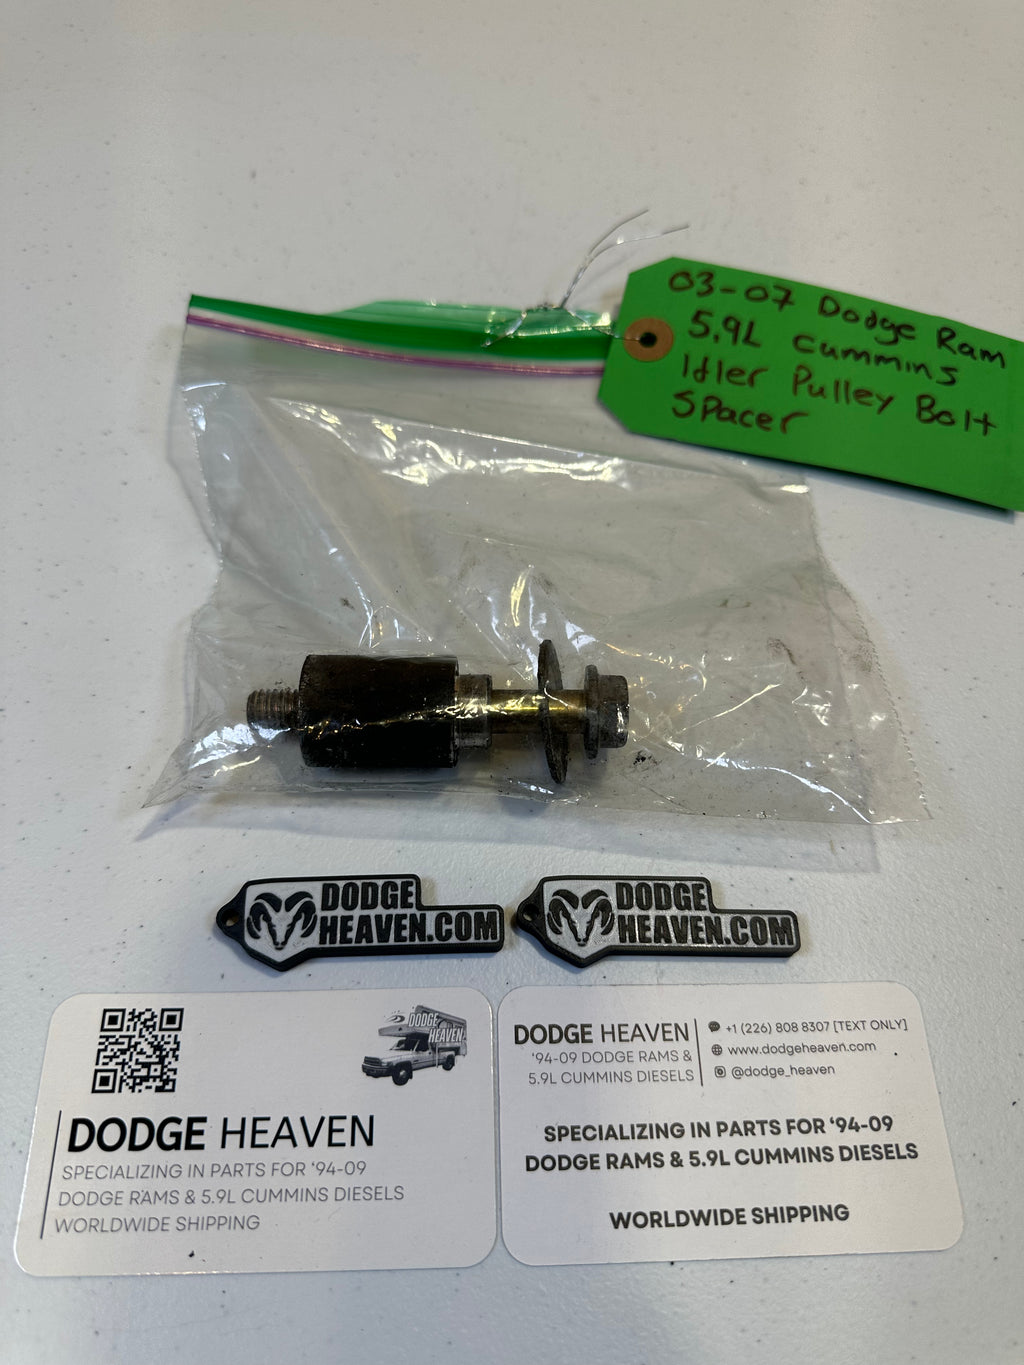 03-07 Dodge Ram
5.9L cummins
Idler Pulley Bolt
Spacer
DODGE
HEAVEN.COM
DODGE
HEAVEN.COM
DODGE
HEAVEN
DODGE HEAVEN
SPECIALIZING IN PARTS FOR '94-09
DODGE RAMS & 5.9L CUMMINS DIESELS
WORLDWIDE SHIPPING
DODGE HEAVEN
'94-09 DODGE RAMS &
5.9L CUMMINS DIESELS
+1 (226) 808 8307 [TEXT ONLY]
www.dodgeheaven.com
@dodge_heaven
SPECIALIZING IN PARTS FOR '94-09
DODGE RAMS & 5.9L CUMMINS DIESELS
WORLDWIDE SHIPPING